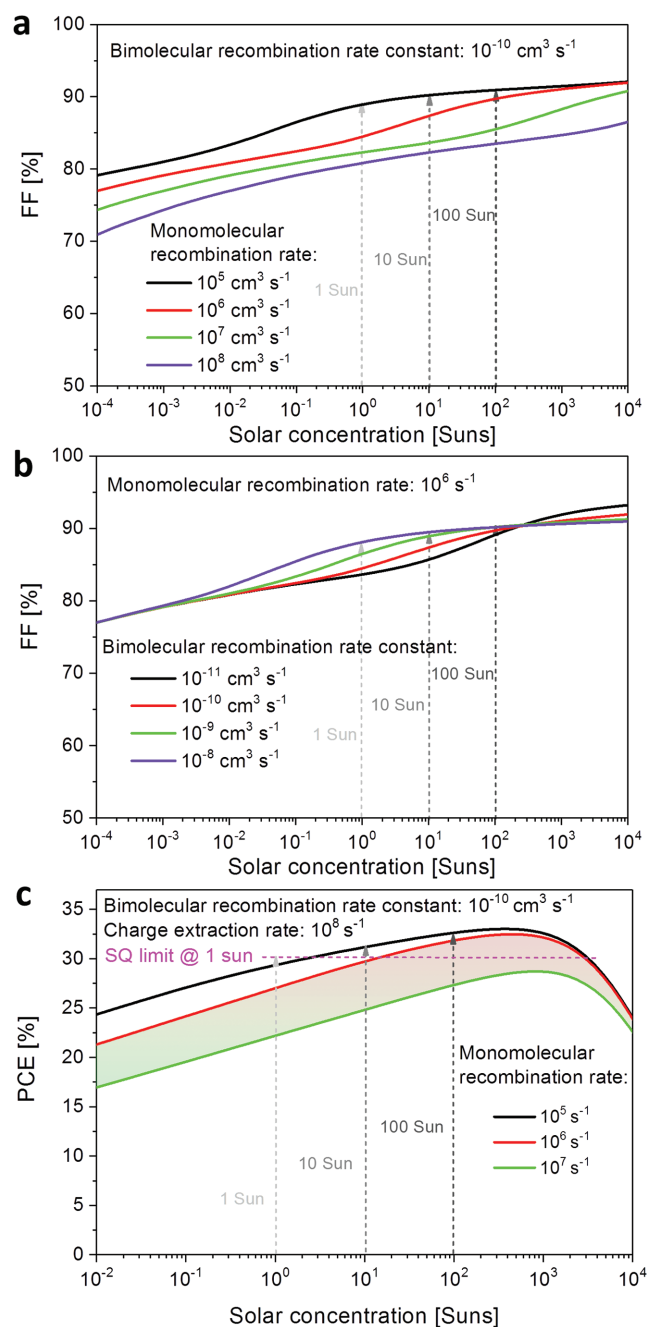 a
Bimolecular recombination rate constant: 10⁻¹⁰ cm³ s⁻¹
FF [%]
100
90
80
70
60
50
Monomolecular
recombination rate:
10⁵ cm³ s⁻¹
10⁶ cm³ s⁻¹
10⁷ cm³ s⁻¹
10⁸ cm³ s⁻¹
1 Sun
10 Sun
100 Sun
10⁻⁴ 10⁻³ 10⁻² 10⁻¹ 10⁰ 10¹ 10² 10³ 10⁴
Solar concentration [Suns]
b
Monomolecular recombination rate: 10⁶ s⁻¹
FF [%]
100
90
80
70
60
50
Bimolecular recombination rate constant:
10⁻¹¹ cm³ s⁻¹
10⁻¹⁰ cm³ s⁻¹
10⁻⁹ cm³ s⁻¹
10⁻⁸ cm³ s⁻¹
1 Sun
10 Sun
100 Sun
10⁻⁴ 10⁻³ 10⁻² 10⁻¹ 10⁰ 10¹ 10² 10³ 10⁴
Solar concentration [Suns]
c
Bimolecular recombination rate constant: 10⁻¹⁰ cm³ s⁻¹
Charge extraction rate: 10⁸ s⁻¹
SQ limit @ 1 sun
PCE [%]
35
30
25
20
15
10
5
0
Monomolecular
recombination rate:
10⁵ s⁻¹
10⁶ s⁻¹
10⁷ s⁻¹
1 Sun
10 Sun
100 Sun
10⁻² 10⁻¹ 10⁰ 10¹ 10² 10³ 10⁴
Solar concentration [Suns]